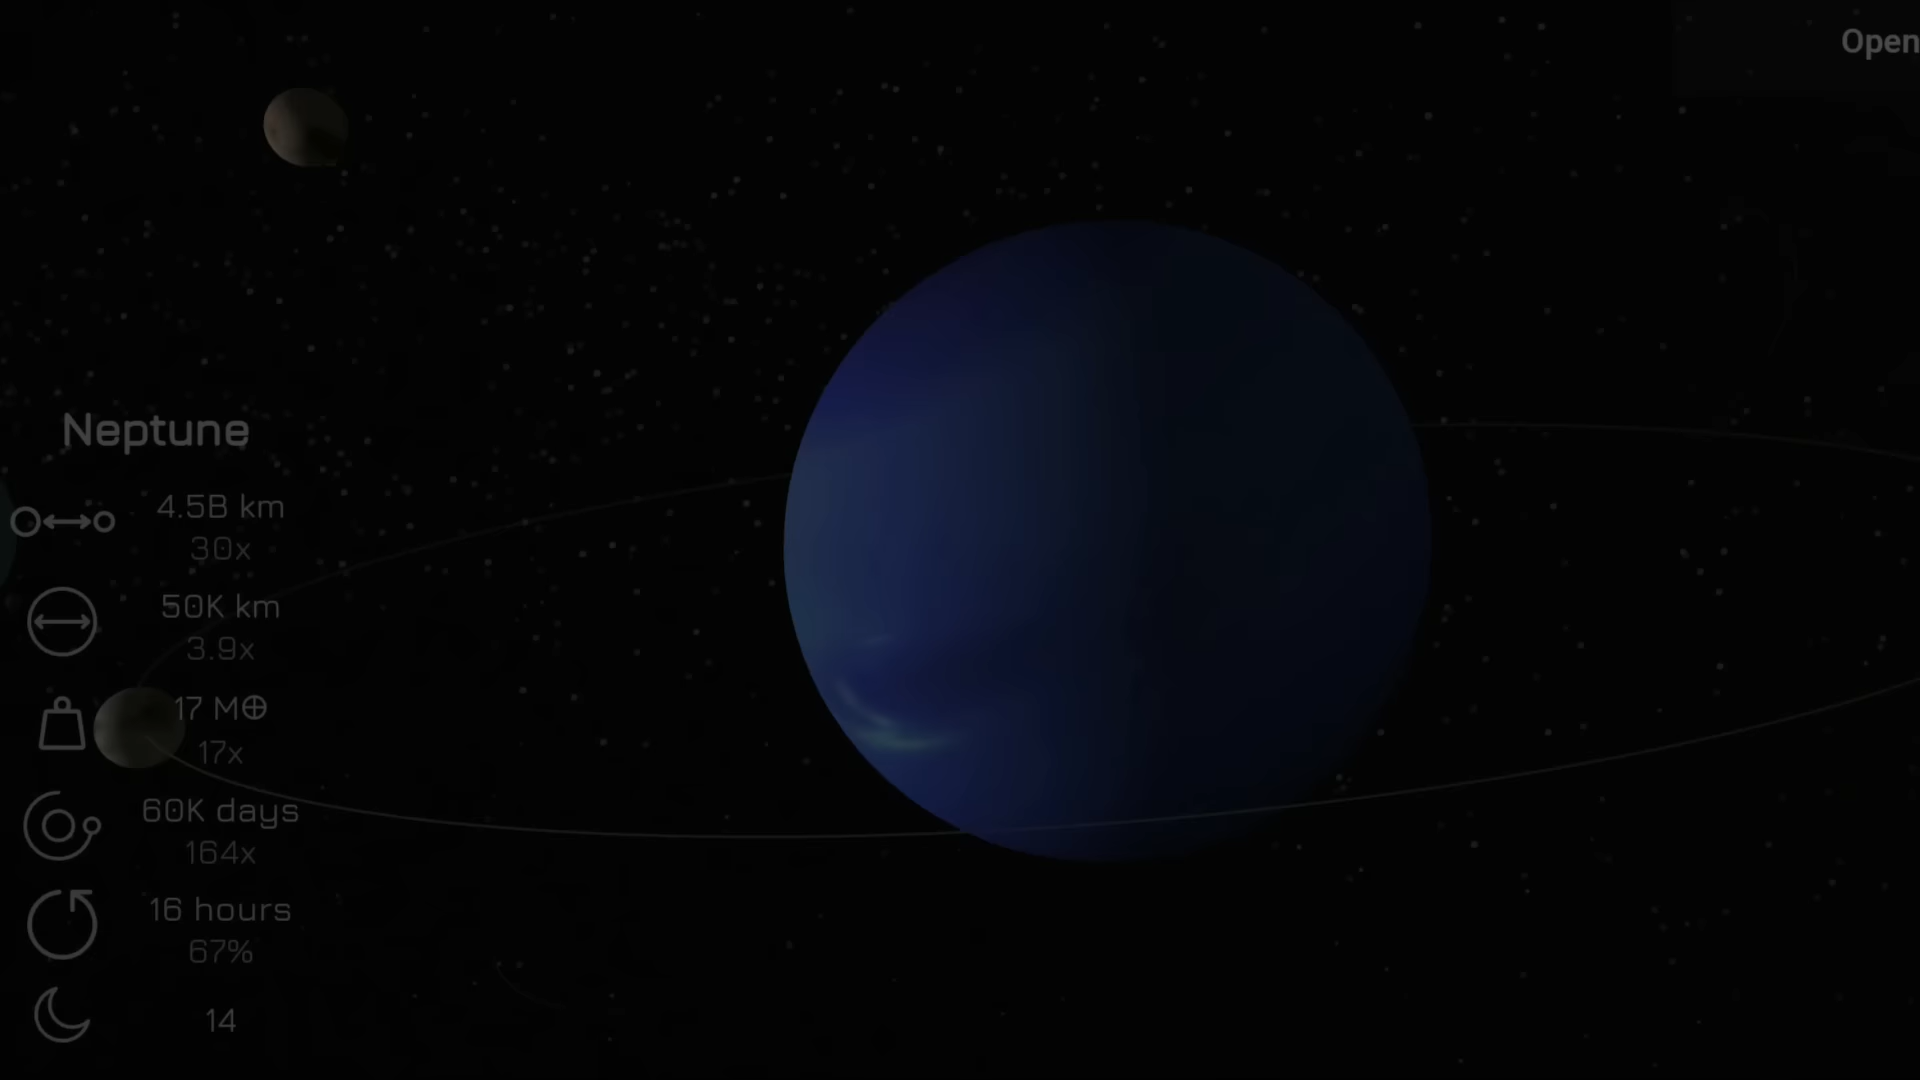 Open
Neptune
4.5B km
30x
50K km
3.9x
17 M⊕
17x
60K days
164x
16 hours
67%
14